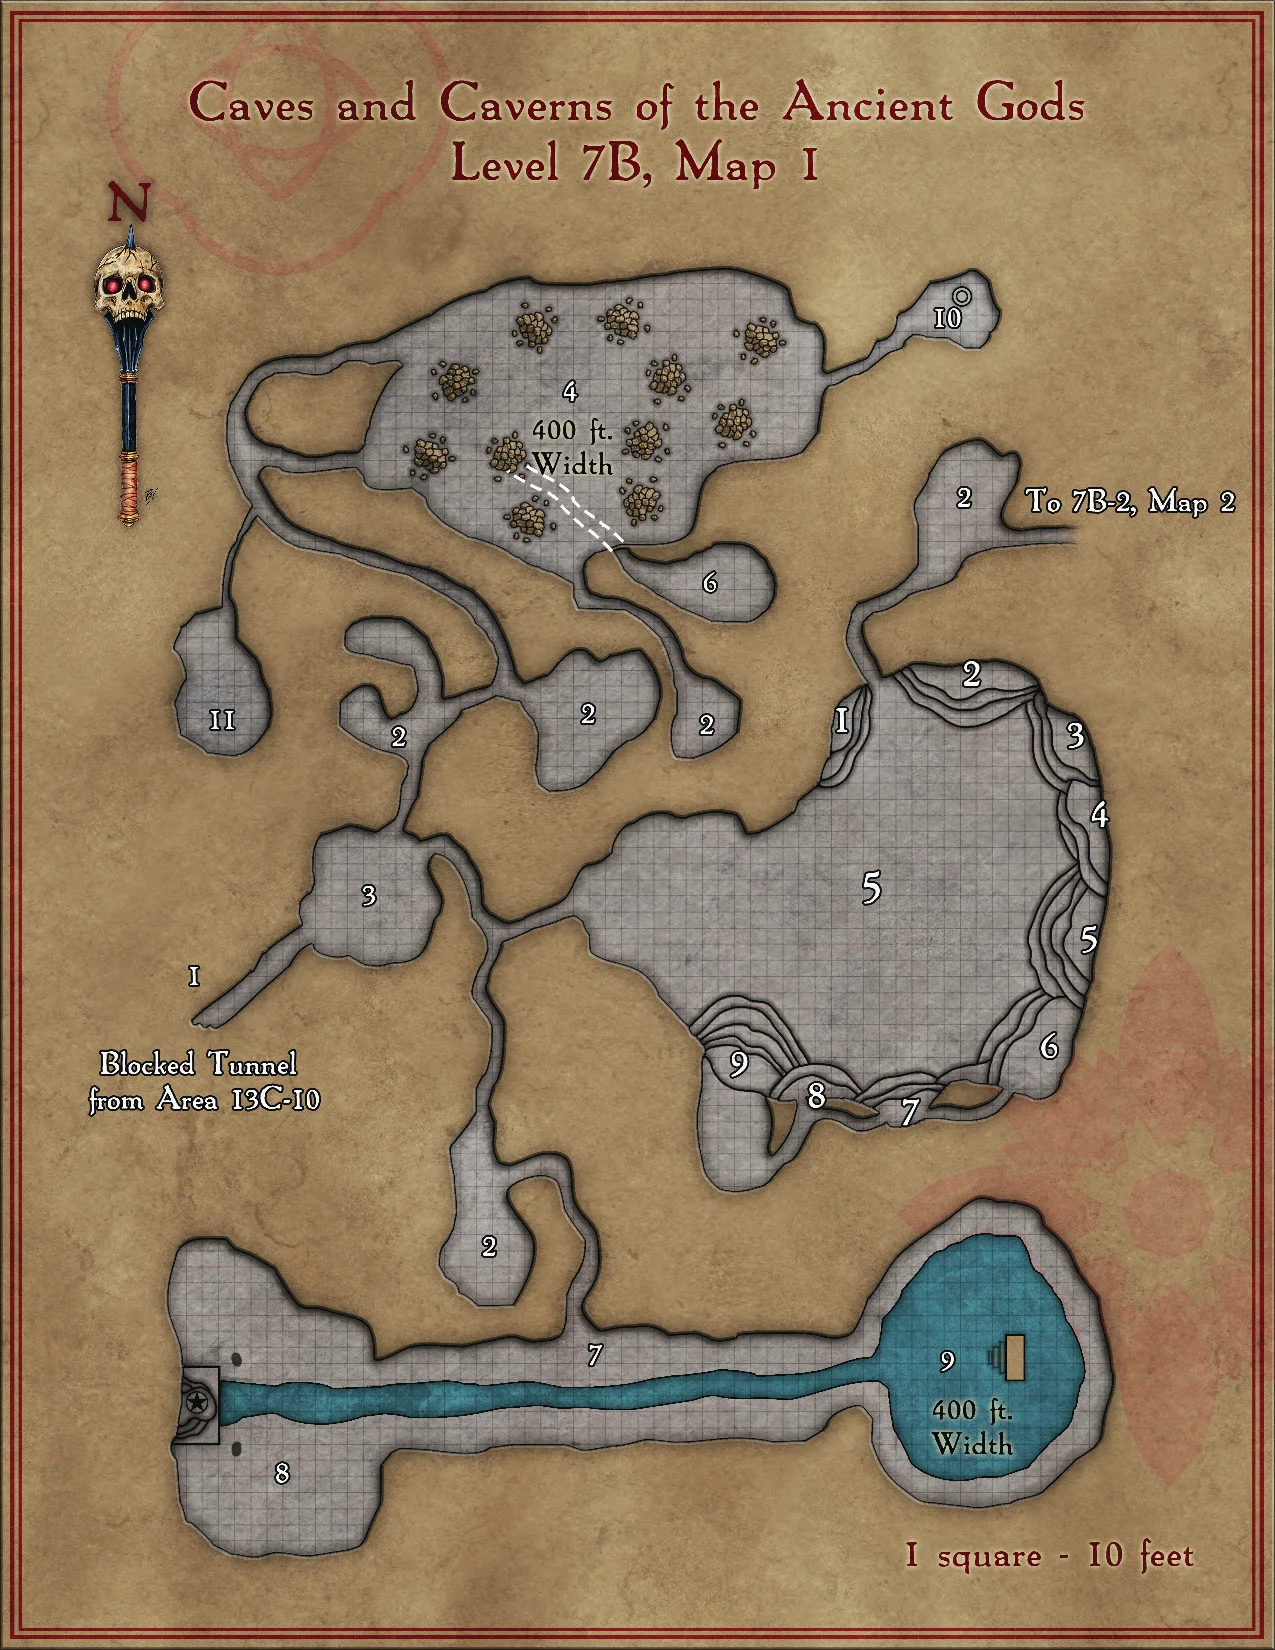 Caves and Caverns of the Ancient Gods
Level 7B, Map 1
N
10
4
400 ft.
Width
2
To 7B-2, Map 2
6
2
1
3
11
2
2
2
4
5
3
5
1
6
Blocked Tunnel
from Area 13C-10
9
8
7
2
7
9
400 ft.
Width
8
1 square - 10 feet